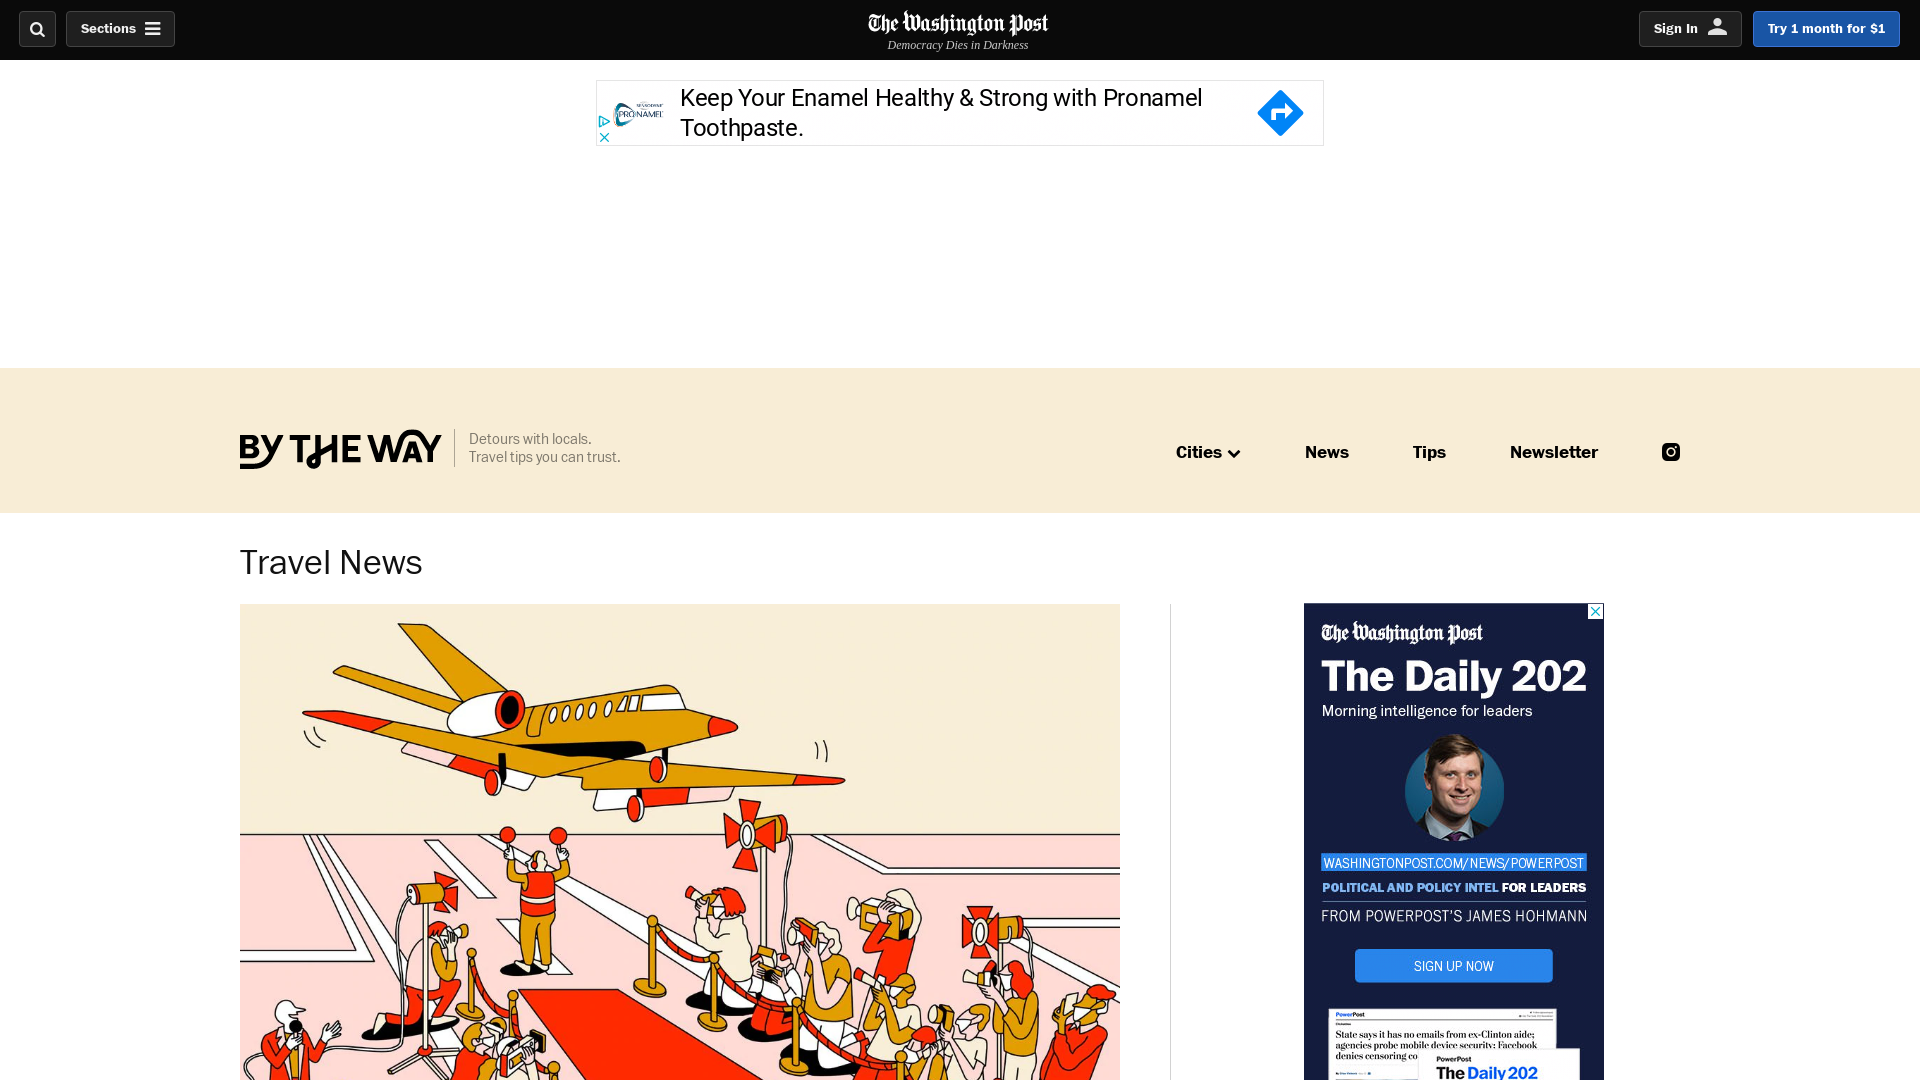 Sections
The Washington Post
Democracy Dies in Darkness
Sign In
Try 1 month for $1
SENSODYNE
PRONAMEL
Keep Your Enamel Healthy & Strong with Pronamel
Toothpaste.
BY THE WAY
Detours with locals.
Travel tips you can trust.
Cities
News
Tips
Newsletter
Travel News
The Washington Post
The Daily 202
Morning intelligence for leaders
WASHINGTONPOST.COM/NEWS/POWERPOST
POLITICAL AND POLICY INTEL FOR LEADERS
FROM POWERPOST'S JAMES HOHMANN
SIGN UP NOW
PowerPost
State says it has no emails from ex-Clinton aide;
agencies probe mobile device security; Facebook
denies censoring co
PowerPost
The Daily 202